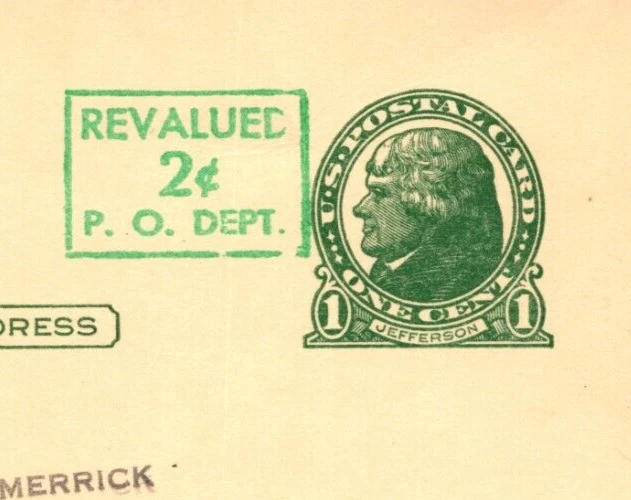 REVALUED
2¢
P. O. DEPT.
U.S. POSTAL CARD
ONE CENT
1 JEFFERSON 1
DRESS
MERRICK